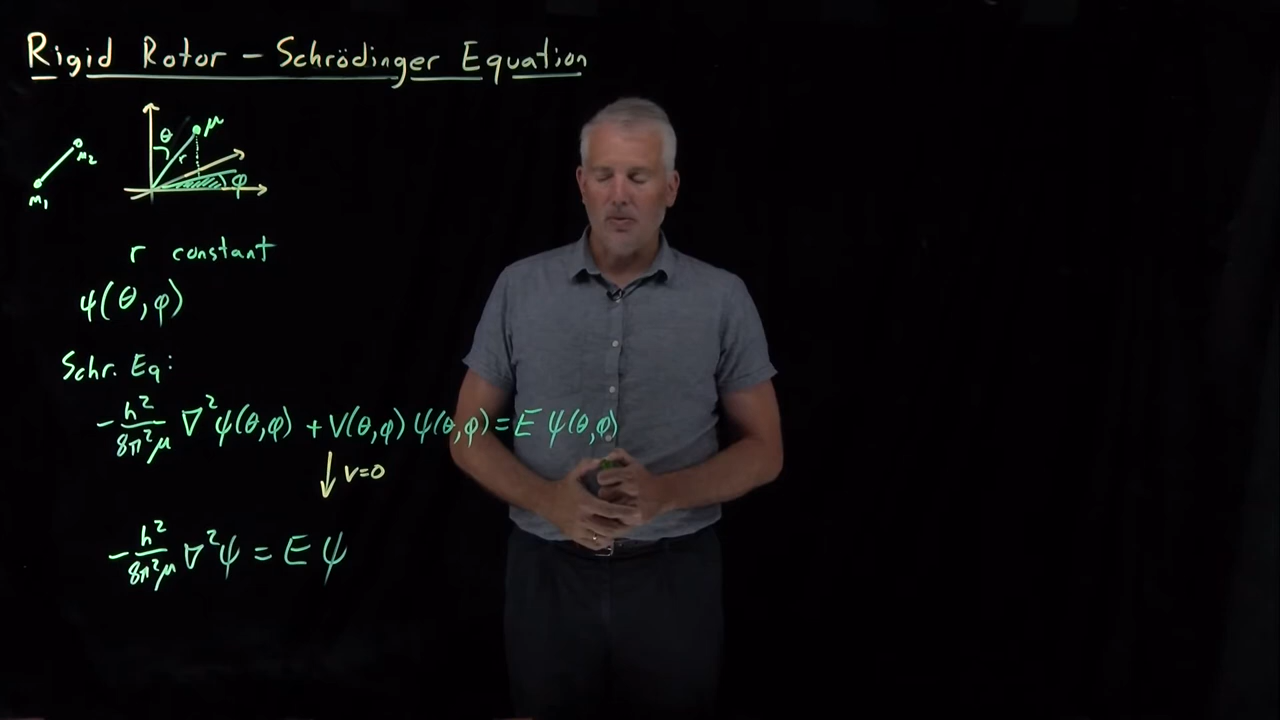 Rigid Rotor – Schrödinger Equation
θ μ
r
m₂
φ
m₁
r constant
ψ(θ,φ)
Schr. Eq:
-h²/8π²μ ∇²ψ(θ,φ) + V(θ,φ) ψ(θ,φ) = E ψ(θ,φ)
↓ V=0
-h²/8π²μ ∇²ψ = E ψ